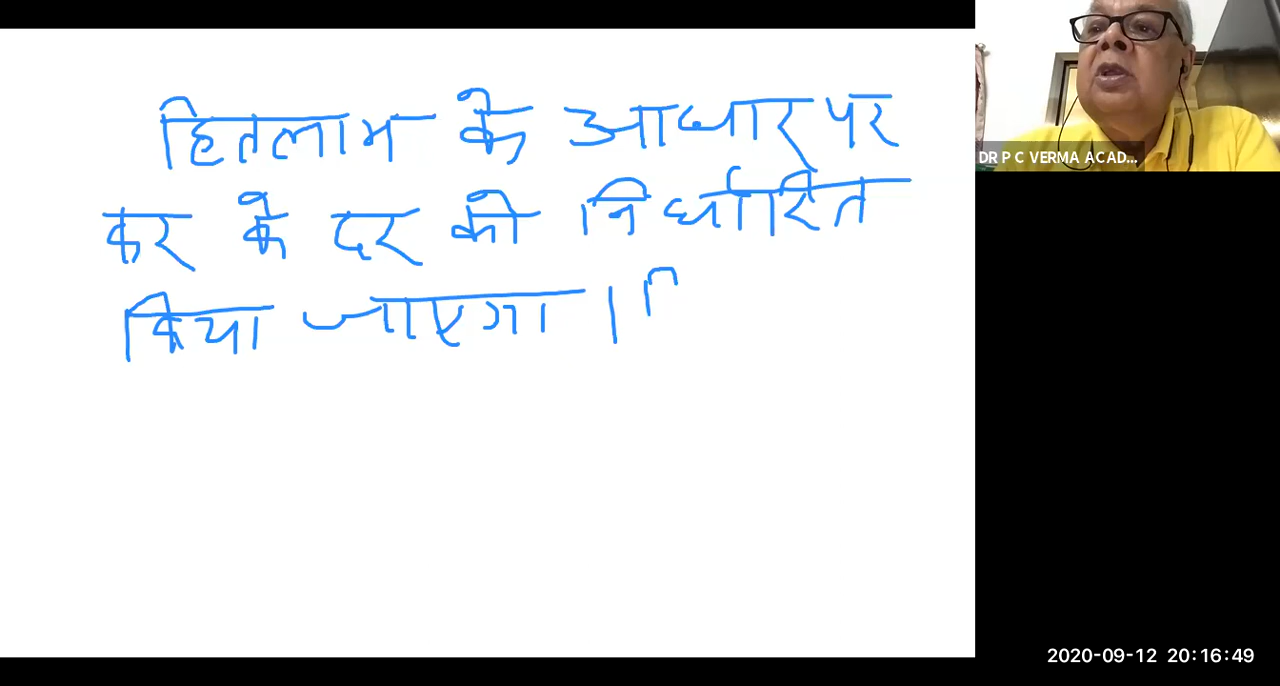 हितलाभ के आधार पर
कर के दर को निर्धारित
किया जाएगा ।
DR P C VERMA ACAD...
2020-09-12 20:16:49